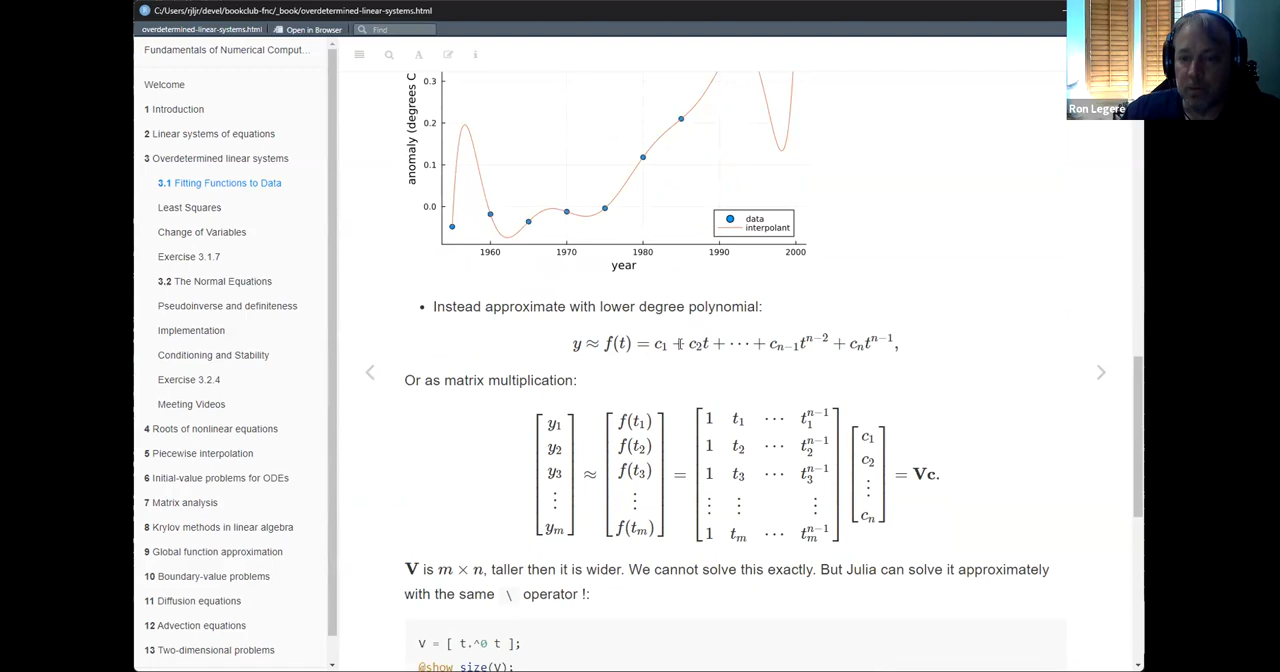 C:/Users/rjljr/devel/bookclub-fnc/_book/overdetermined-linear-systems.html
overdetermined-linear-systems.html
Open in Browser
Find
Fundamentals of Numerical Comput...
Welcome
1 Introduction
2 Linear systems of equations
3 Overdetermined linear systems
3.1 Fitting Functions to Data
Least Squares
Change of Variables
Exercise 3.1.7
3.2 The Normal Equations
Pseudoinverse and definiteness
Implementation
Conditioning and Stability
Exercise 3.2.4
Meeting Videos
4 Roots of nonlinear equations
5 Piecewise interpolation
6 Initial-value problems for ODEs
7 Matrix analysis
8 Krylov methods in linear algebra
9 Global function approximation
10 Boundary-value problems
11 Diffusion equations
12 Advection equations
13 Two-dimensional problems
anomaly (degrees C
0.3
0.2
0.1
0.0
1960 1970 1980 1990 2000
year
data
interpolant
• Instead approximate with lower degree polynomial:
y ≈ f(t) = c₁ + c₂t + ⋯ + cₙ₋₁tⁿ⁻² + cₙtⁿ⁻¹,
Or as matrix multiplication:
[y₁ y₂ y₃ ⋮ yₘ] ≈ [f(t₁) f(t₂) f(t₃) ⋮ f(tₘ)] = [1 t₁ ⋯ t₁ⁿ⁻¹
1 t₂ ⋯ t₂ⁿ⁻¹
1 t₃ ⋯ t₃ⁿ⁻¹
⋮ ⋮ ⋮
1 tₘ ⋯ tₘⁿ⁻¹] [c₁ c₂ ⋮ cₙ] = Vc.
V is m × n, taller then it is wider. We cannot solve this exactly. But Julia can solve it approximately
with the same \ operator !:
V = [ t.^0 t ];
@show size(V);
Ron Legere